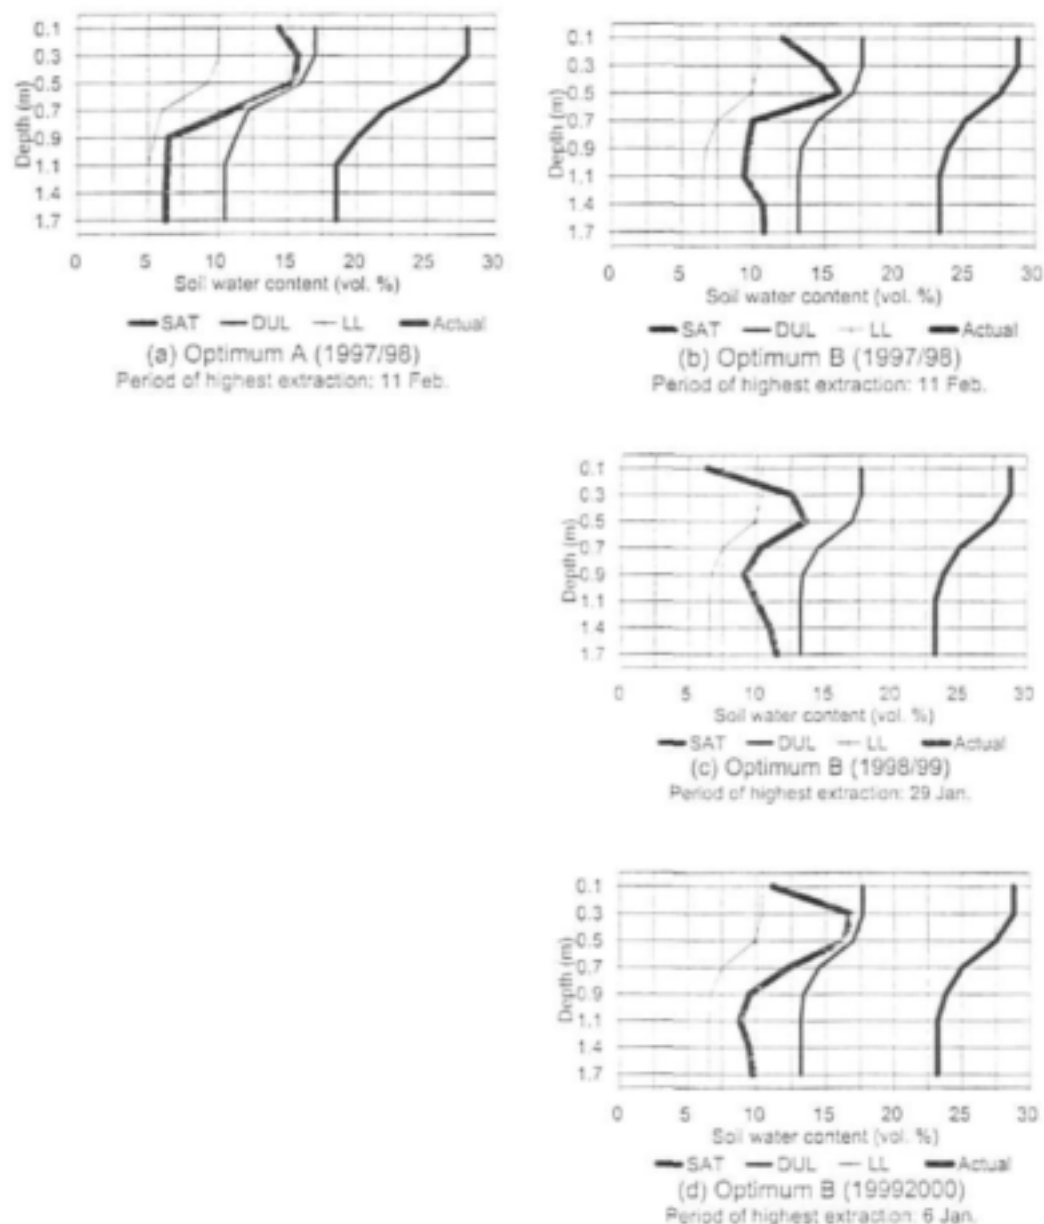 0.1
0.3
0.5
0.7
0.9
1.1
1.4
1.7
Depth (m)
0 5 10 15 20 25 30
Soil water content (vol. %)
SAT DUL LL Actual
(a) Optimum A (1997/98)
Period of highest extraction: 11 Feb.
0.1
0.3
0.5
0.7
0.9
1.1
1.4
1.7
Depth (m)
0 5 10 15 20 25 30
Soil water content (vol. %)
SAT DUL LL Actual
(b) Optimum B (1997/98)
Period of highest extraction: 11 Feb.
0.1
0.3
0.5
0.7
0.9
1.1
1.4
1.7
Depth (m)
0 5 10 15 20 25 30
Soil water content (vol. %)
SAT DUL LL Actual
(c) Optimum B (1998/99)
Period of highest extraction: 29 Jan.
0.1
0.3
0.5
0.7
0.9
1.1
1.4
1.7
Depth (m)
0 5 10 15 20 25 30
Soil water content (vol. %)
SAT DUL LL Actual
(d) Optimum B (19992000)
Period of highest extraction: 6 Jan.